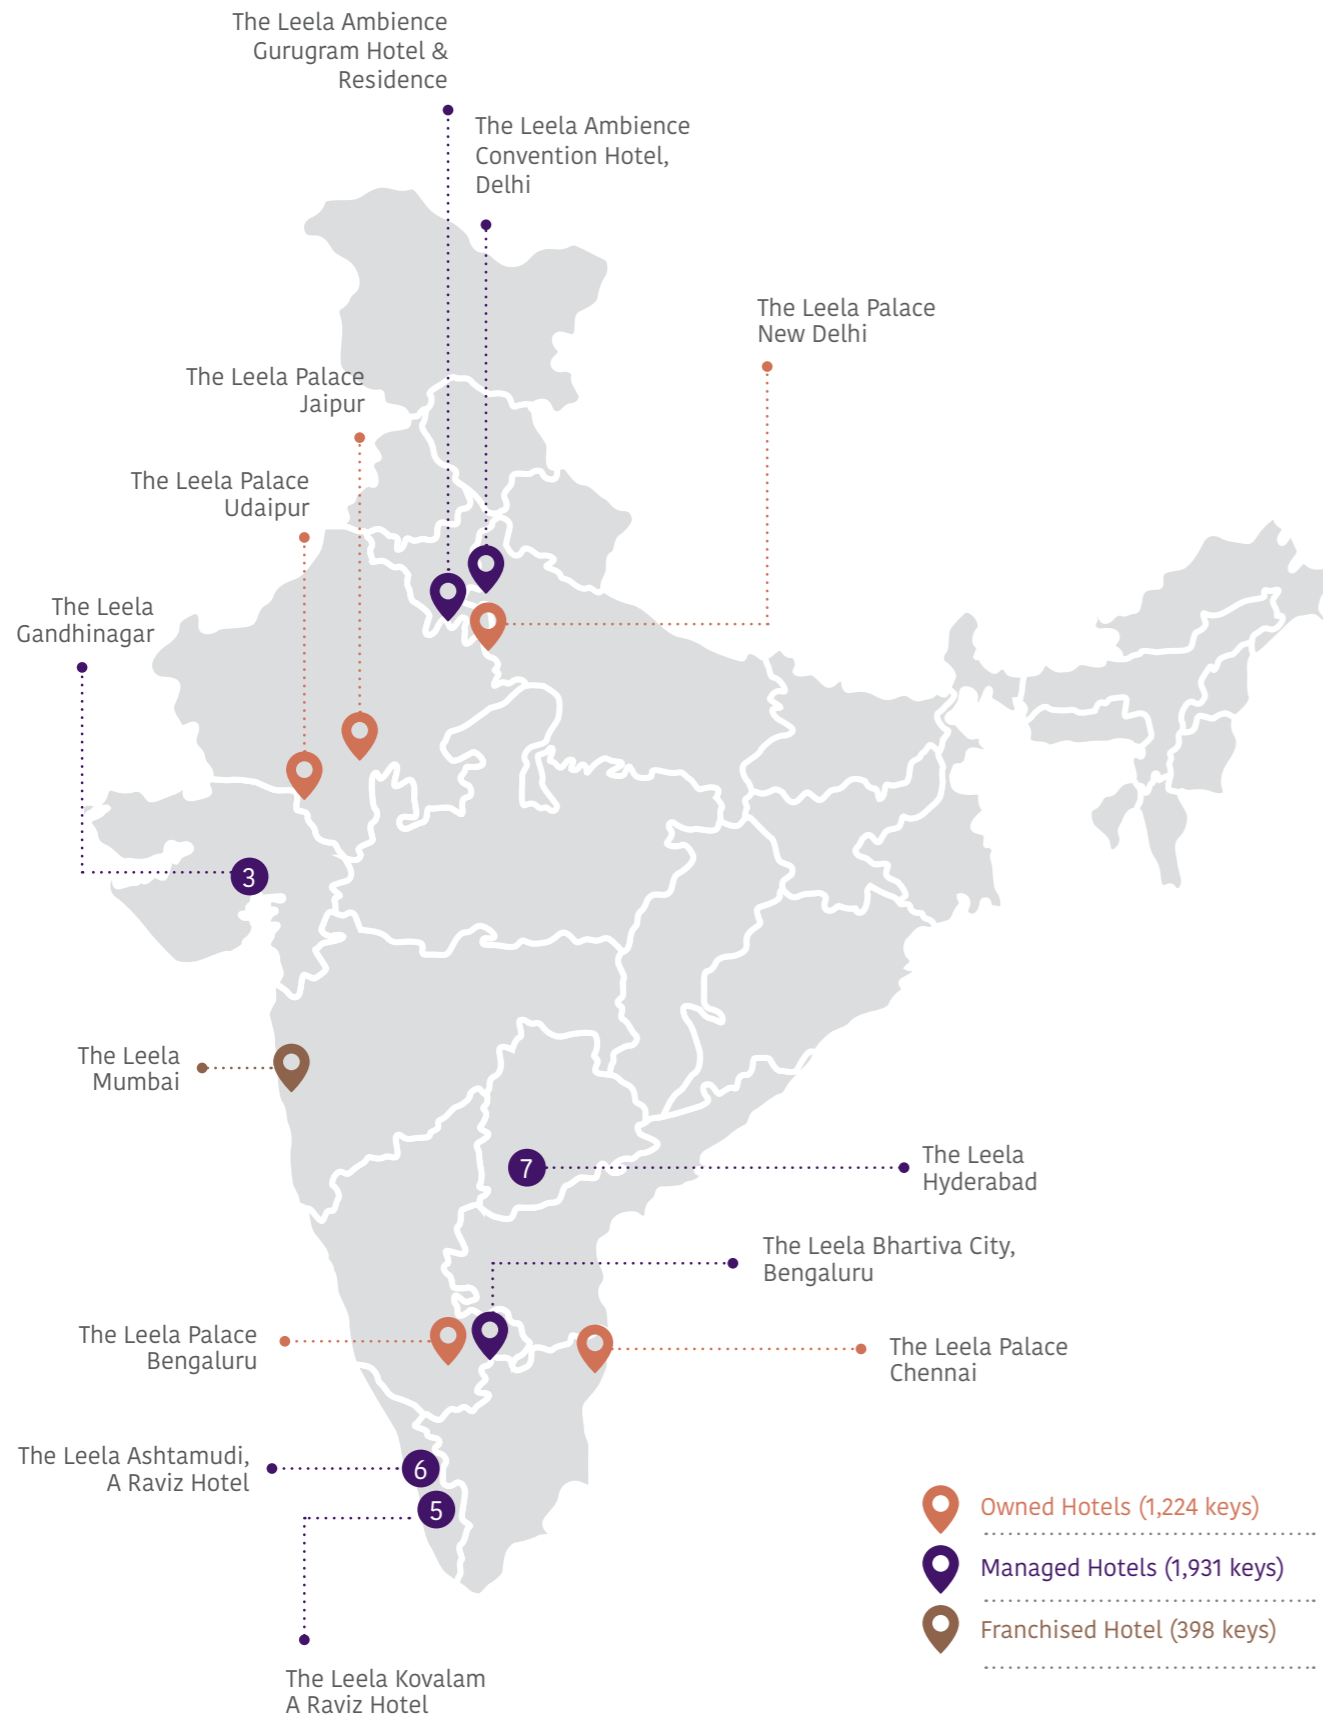 The Leela Ambience
Gurugram Hotel &
Residence
The Leela Ambience
Convention Hotel,
Delhi
The Leela Palace
New Delhi
The Leela Palace
Jaipur
The Leela Palace
Udaipur
The Leela
Gandhinagar
3
The Leela
Mumbai
7
The Leela
Hyderabad
The Leela Bhartiva City,
Bengaluru
The Leela Palace
Bengaluru
The Leela Palace
Chennai
The Leela Ashtamudi,
A Raviz Hotel
6
5
The Leela Kovalam
A Raviz Hotel
Owned Hotels (1,224 keys)
Managed Hotels (1,931 keys)
Franchised Hotel (398 keys)